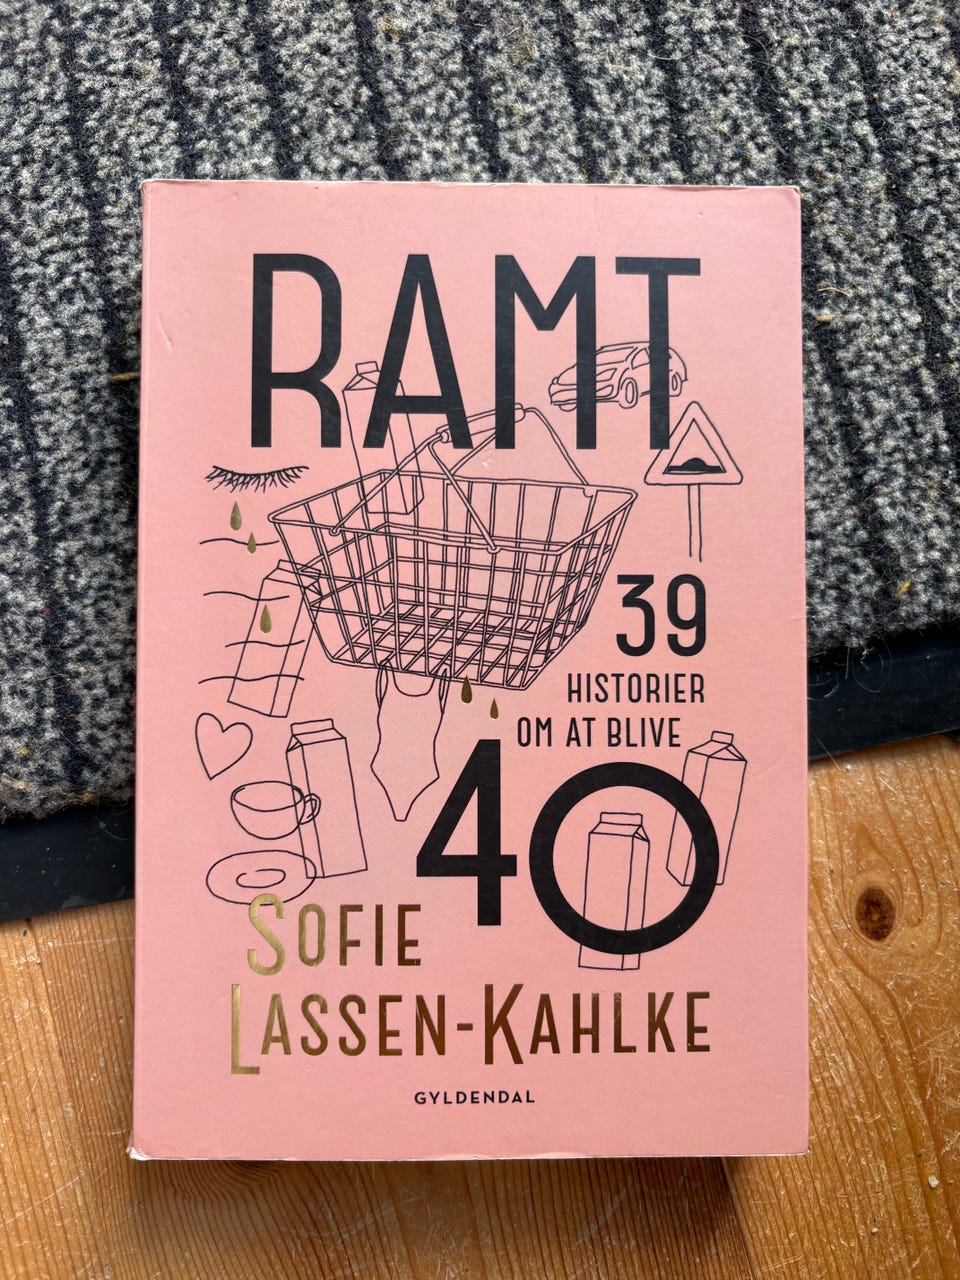 RAMT
39
HISTORIER
OM AT BLIVE
40
SOFIE
LASSEN-KAHLKE
GYLDENDAL